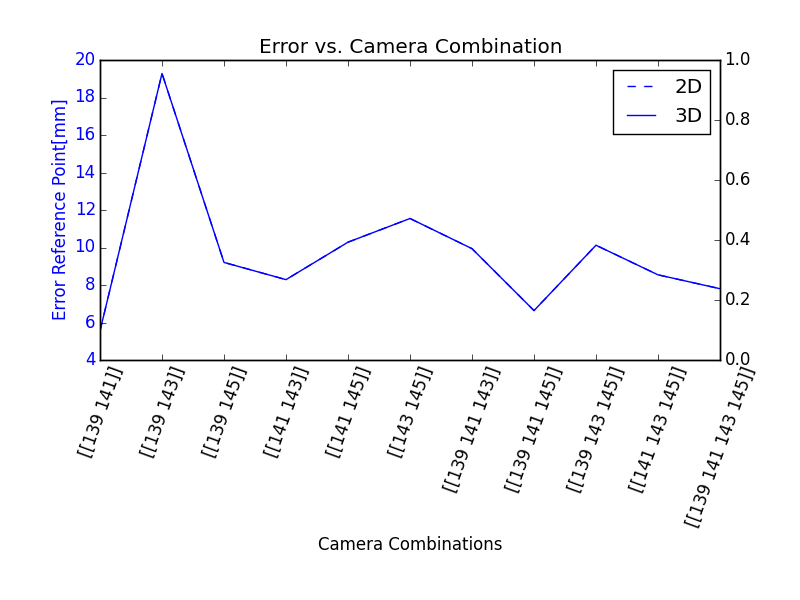 Error vs. Camera Combination
Error Reference Point[mm]
20
18
16
14
12
10
8
6
4
1.0
0.8
0.6
0.4
0.2
0.0
2D
3D
[[139 141]]
[[139 143]]
[[139 145]]
[[141 143]]
[[141 145]]
[[143 145]]
[[139 141 143]]
[[139 141 145]]
[[139 143 145]]
[[141 143 145]]
[[139 141 143 145]]
Camera Combinations